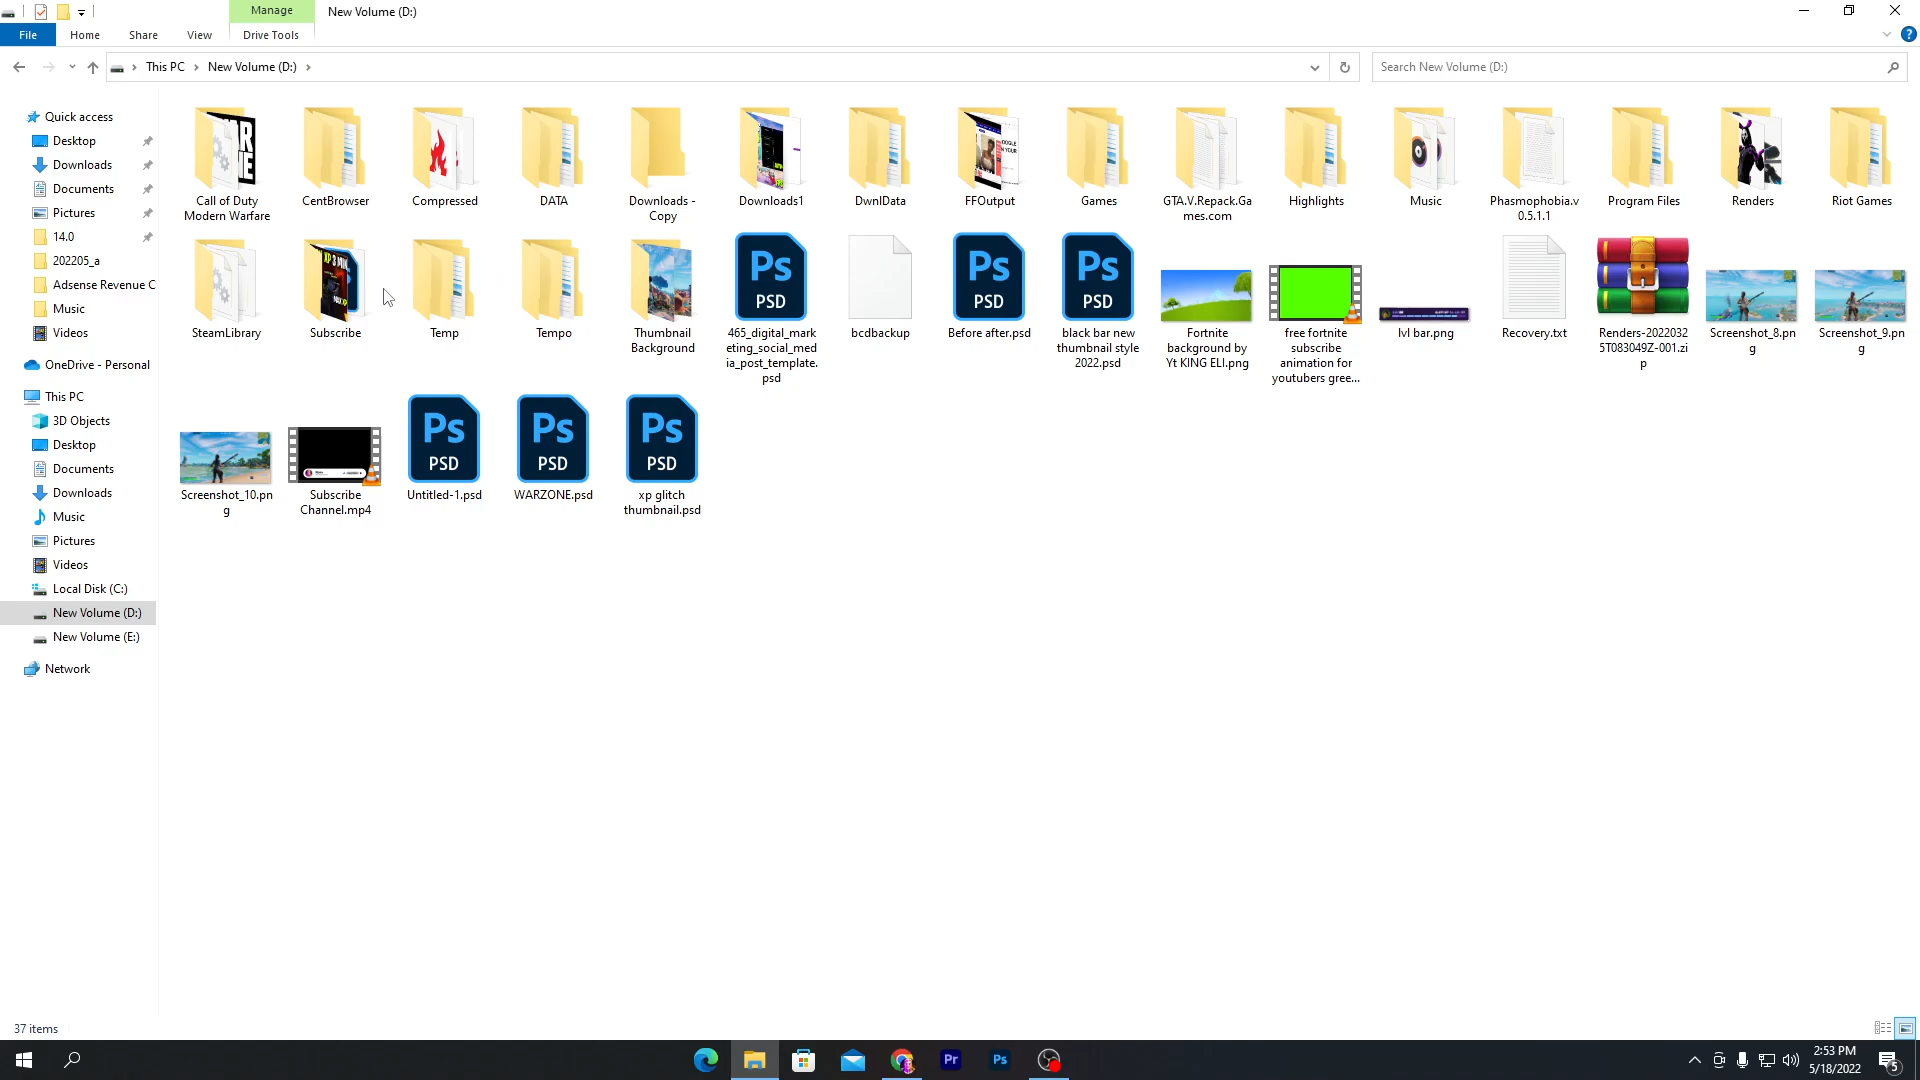 Manage
New Volume (D:)
File
Home
Share
View
Drive Tools
This PC
New Volume (D:)
Search New Volume (D:)
Quick access
Desktop
Downloads
Documents
Pictures
14.0
202205_a
Adsense Revenue C
Music
Videos
OneDrive - Personal
This PC
3D Objects
Desktop
Documents
Downloads
Music
Pictures
Videos
Local Disk (C:)
New Volume (D:)
New Volume (E:)
Network
Call of Duty
Modern Warfare
CentBrowser
Compressed
DATA
Downloads -
Copy
Downloads1
DwnlData
FFOutput
Games
GTA.V.Repack.Ga
mes.com
Highlights
Music
Phasmophobia.v
0.5.1.1
Program Files
Renders
Riot Games
SteamLibrary
XP 3 MIN
Subscribe
Temp
Tempo
Thumbnail
Background
Ps
PSD
465_digital_mark
eting_social_med
ia_post_template.
psd
bcdbackup
Ps
PSD
Before after.psd
Ps
PSD
black bar new
thumbnail style
2022.psd
Fortnite
background by
Yt KING ELI.png
free fortnite
subscribe
animation for
youtubers gree...
lvl bar.png
Recovery.txt
Renders-2022032
5T083049Z-001.zi
p
Screenshot_8.pn
g
Screenshot_9.pn
g
Screenshot_10.pn
g
Subscribe
Channel.mp4
Ps
PSD
Untitled-1.psd
Ps
PSD
WARZONE.psd
Ps
PSD
xp glitch
thumbnail.psd
37 items
Pr
Ps
2:53 PM
5/18/2022
5